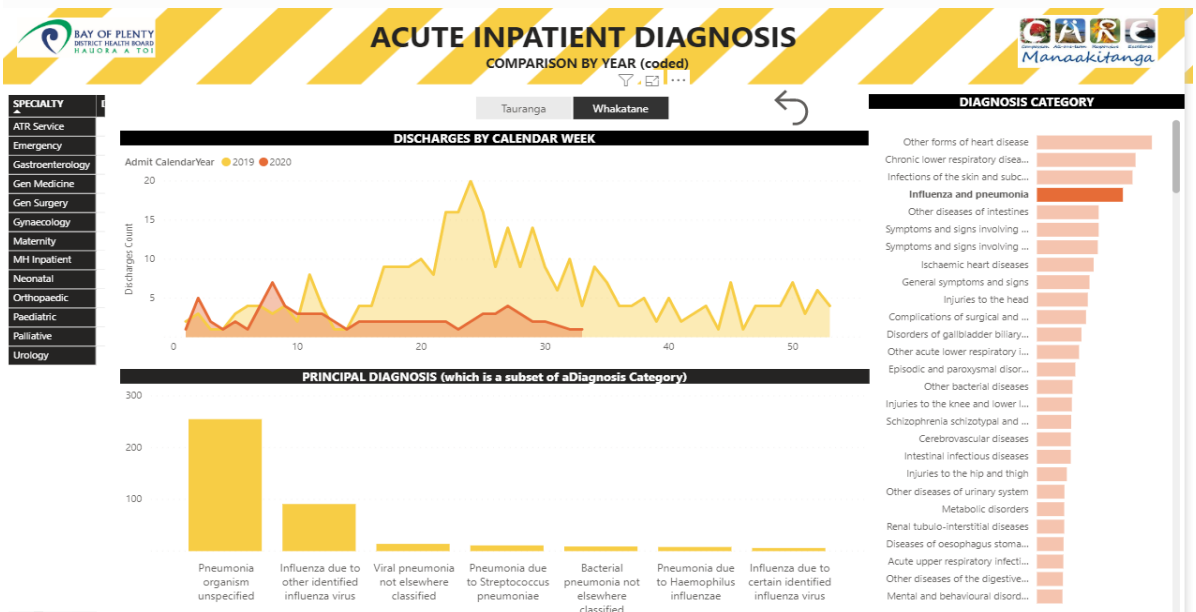 BAY OF PLENTY
DISTRICT HEALTH BOARD
HAUORA A TOI
ACUTE INPATIENT DIAGNOSIS
COMPARISON BY YEAR (coded)
CARE
Manaakitanga
SPECIALTY
ATR Service
Emergency
Gastroenterology
Gen Medicine
Gen Surgery
Gynaecology
Maternity
MH Inpatient
Neonatal
Orthopaedic
Paediatric
Palliative
Urology
Tauranga
Whakatane
DISCHARGES BY CALENDAR WEEK
Admit CalendarYear 2019 2020
Discharges Count
20
15
10
5
0 10 20 30 40 50
PRINCIPAL DIAGNOSIS (which is a subset of aDiagnosis Category)
300
200
100
Pneumonia organism unspecified
Influenza due to other identified influenza virus
Viral pneumonia not elsewhere classified
Pneumonia due to Streptococcus pneumoniae
Bacterial pneumonia not elsewhere classified
Pneumonia due to Haemophilus influenzae
Influenza due to certain identified influenza virus
DIAGNOSIS CATEGORY
Other forms of heart disease
Chronic lower respiratory disea...
Infections of the skin and subc...
Influenza and pneumonia
Other diseases of intestines
Symptoms and signs involving ...
Symptoms and signs involving ...
Ischaemic heart diseases
General symptoms and signs
Injuries to the head
Complications of surgical and ...
Disorders of gallbladder biliary...
Other acute lower respiratory i...
Episodic and paroxysmal disor...
Other bacterial diseases
Injuries to the knee and lower l...
Schizophrenia schizotypal and ...
Cerebrovascular diseases
Intestinal infectious diseases
Injuries to the hip and thigh
Other diseases of urinary system
Metabolic disorders
Renal tubulo-interstitial diseases
Diseases of oesophagus stoma...
Acute upper respiratory infecti...
Other diseases of the digestive...
Mental and behavioural disord...